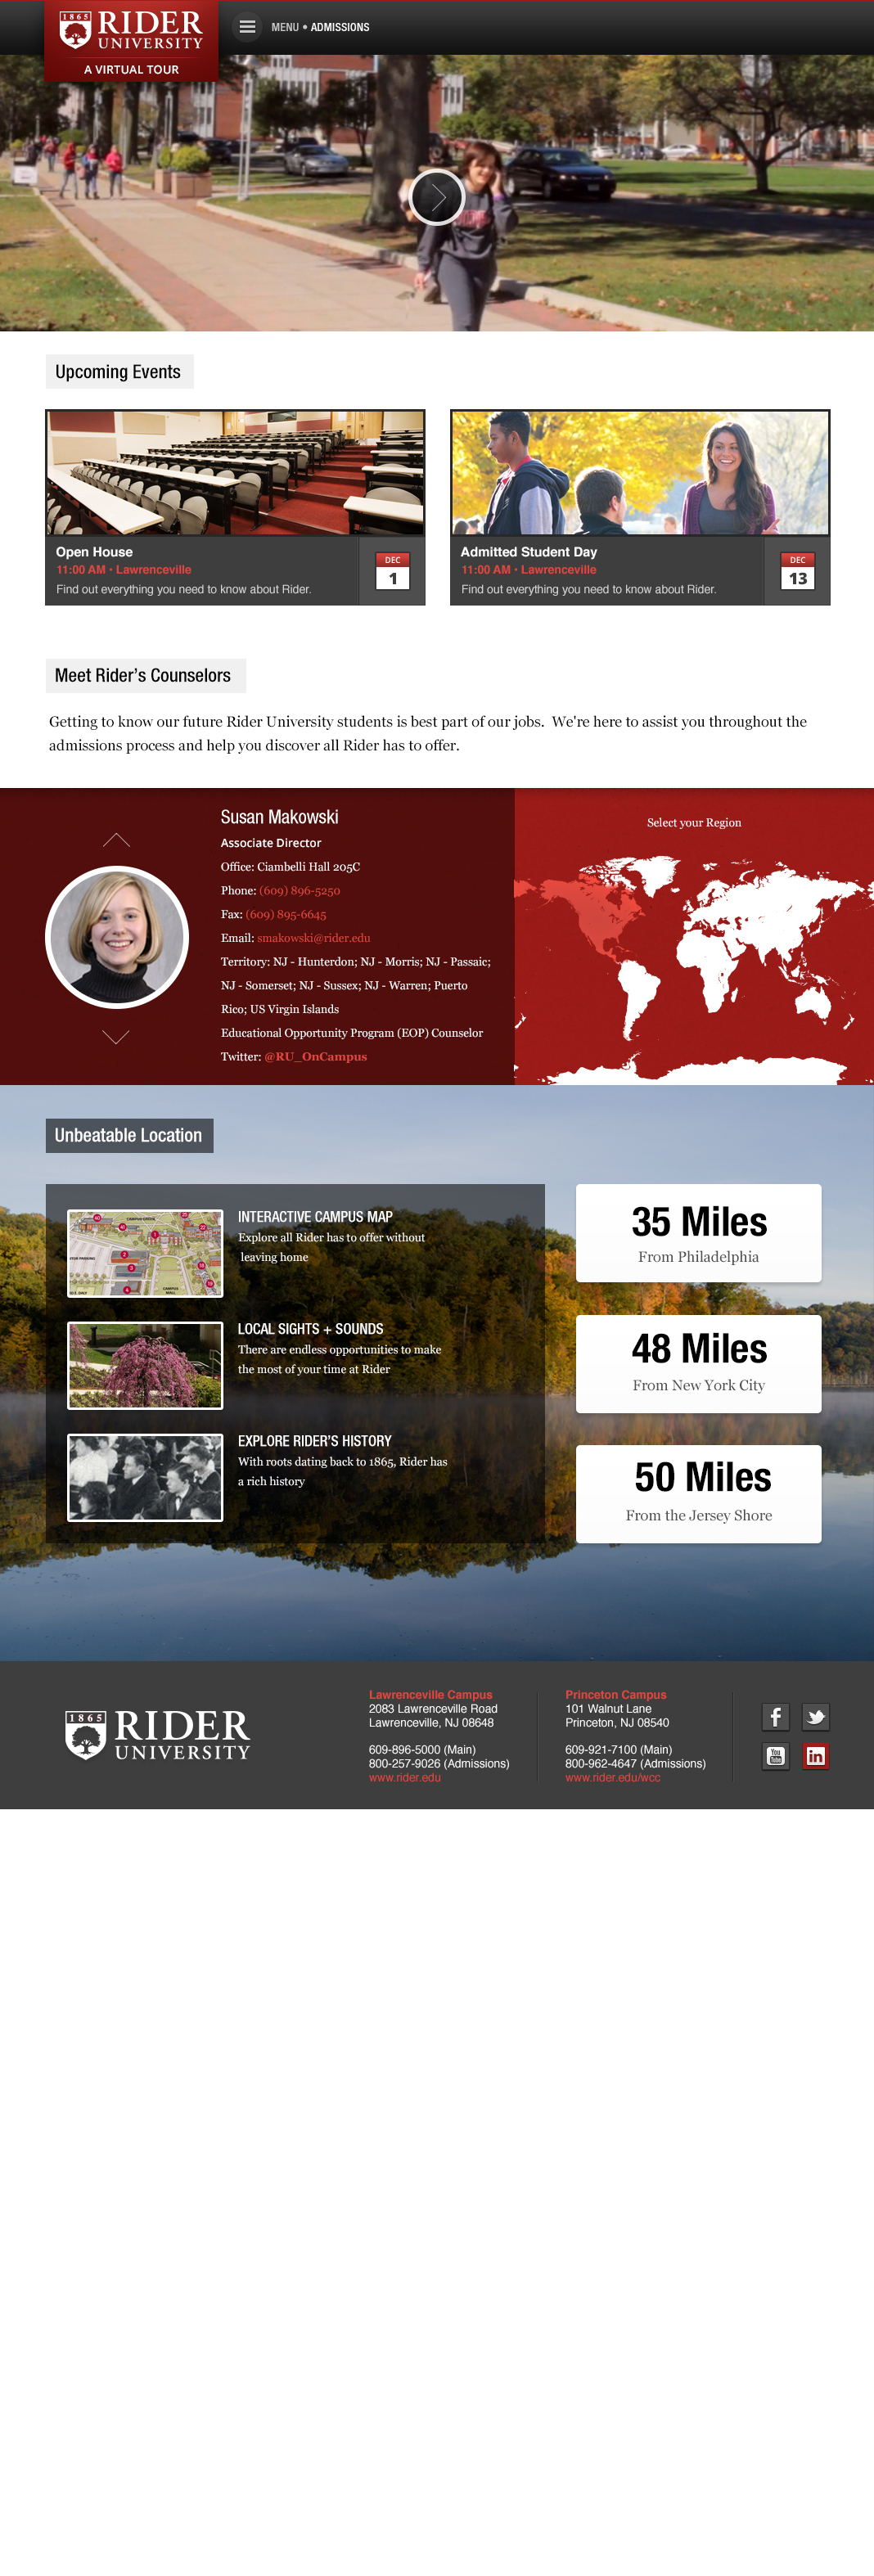 1865 RIDER
UNIVERSITY
A VIRTUAL TOUR
MENU • ADMISSIONS
Upcoming Events
Open House
11:00 AM • Lawrenceville
Find out everything you need to know about Rider.
DEC
1
Admitted Student Day
11:00 AM • Lawrenceville
Find out everything you need to know about Rider.
DEC
13
Meet Rider’s Counselors
Getting to know our future Rider University students is best part of our jobs. We're here to assist you throughout the
admissions process and help you discover all Rider has to offer.
Susan Makowski
Associate Director
Office: Ciambelli Hall 205C
Phone: (609) 896-5250
Fax: (609) 895-6645
Email: smakowski@rider.edu
Territory: NJ - Hunterdon; NJ - Morris; NJ - Passaic;
NJ - Somerset; NJ - Sussex; NJ - Warren; Puerto
Rico; US Virgin Islands
Educational Opportunity Program (EOP) Counselor
Twitter: @RU_OnCampus
Select your Region
Unbeatable Location
INTERACTIVE CAMPUS MAP
Explore all Rider has to offer without
leaving home
LOCAL SIGHTS + SOUNDS
There are endless opportunities to make
the most of your time at Rider
EXPLORE RIDER’S HISTORY
With roots dating back to 1865, Rider has
a rich history
35 Miles
From Philadelphia
48 Miles
From New York City
50 Miles
From the Jersey Shore
1865 RIDER
UNIVERSITY
Lawrenceville Campus
2083 Lawrenceville Road
Lawrenceville, NJ 08648
609-896-5000 (Main)
800-257-9026 (Admissions)
www.rider.edu
Princeton Campus
101 Walnut Lane
Princeton, NJ 08540
609-921-7100 (Main)
800-962-4647 (Admissions)
www.rider.edu/wcc
f
You
Tube
in